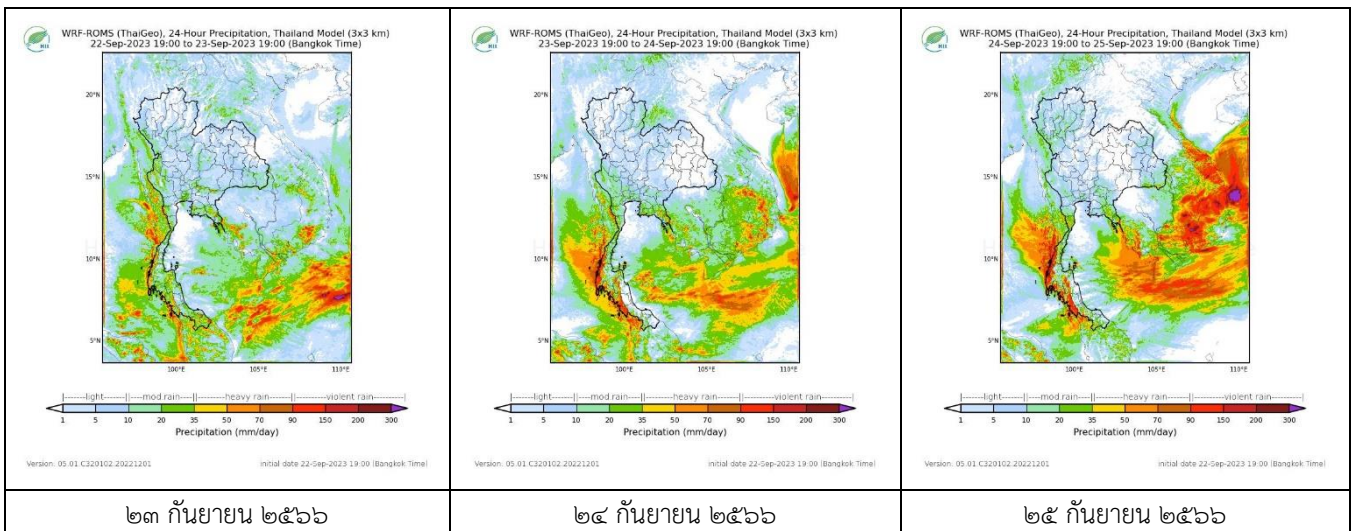 WRF-ROMS (ThaiGeo), 24-Hour Precipitation, Thailand Model (3x3 km)
22-Sep-2023 19:00 to 23-Sep-2023 19:00 (Bangkok Time)
20°N
15°N
10°N
5°N
100°E 105°E 110°E
|-------light-------||----mod.rain-----||-------heavy rain-------||-------violent rain-------|
1 5 10 20 35 50 70 90 150 200 300
Precipitation (mm/day)
Version: 05.01.C320102.20221201 Initial date 22-Sep-2023 19:00 (Bangkok Time)
๒๓ กันยายน ๒๕๖๖
WRF-ROMS (ThaiGeo), 24-Hour Precipitation, Thailand Model (3x3 km)
23-Sep-2023 19:00 to 24-Sep-2023 19:00 (Bangkok Time)
20°N
15°N
10°N
5°N
100°E 105°E 110°E
|-------light-------||----mod.rain-----||-------heavy rain-------||-------violent rain-------|
1 5 10 20 35 50 70 90 150 200 300
Precipitation (mm/day)
Version: 05.01.C320102.20221201 Initial date 22-Sep-2023 19:00 (Bangkok Time)
๒๔ กันยายน ๒๕๖๖
WRF-ROMS (ThaiGeo), 24-Hour Precipitation, Thailand Model (3x3 km)
24-Sep-2023 19:00 to 25-Sep-2023 19:00 (Bangkok Time)
20°N
15°N
10°N
5°N
100°E 105°E 110°E
|-------light-------||----mod.rain-----||-------heavy rain-------||-------violent rain-------|
1 5 10 20 35 50 70 90 150 200 300
Precipitation (mm/day)
Version: 05.01.C320102.20221201 Initial date 22-Sep-2023 19:00 (Bangkok Time)
๒๕ กันยายน ๒๕๖๖